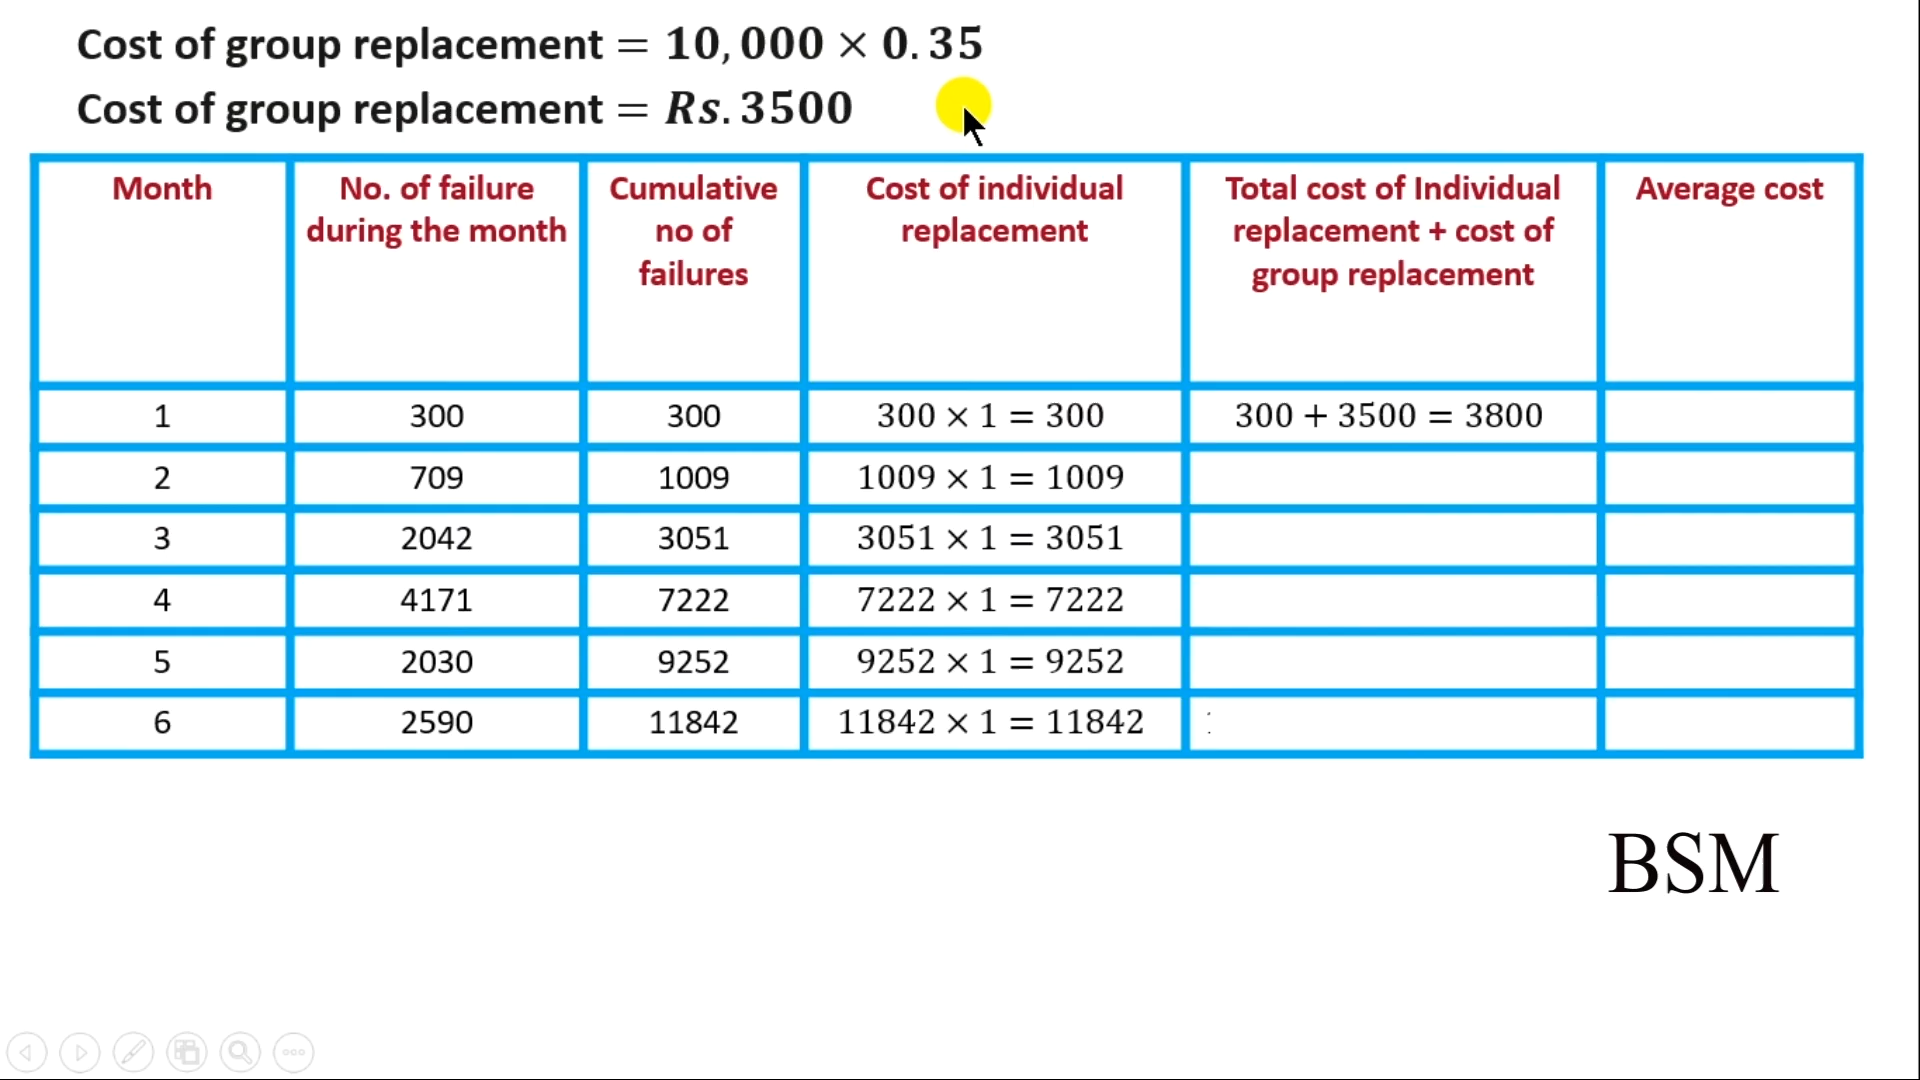 Cost of group replacement = 10,000 × 0.35
Cost of group replacement = Rs.3500
Month
No. of failure
during the month
Cumulative
no of
failures
Cost of individual
replacement
Total cost of Individual
replacement + cost of
group replacement
Average cost
1 300 300 300 × 1 = 300 300 + 3500 = 3800
2 709 1009 1009 × 1 = 1009
3 2042 3051 3051 × 1 = 3051
4 4171 7222 7222 × 1 = 7222
5 2030 9252 9252 × 1 = 9252
6 2590 11842 11842 × 1 = 11842
BSM